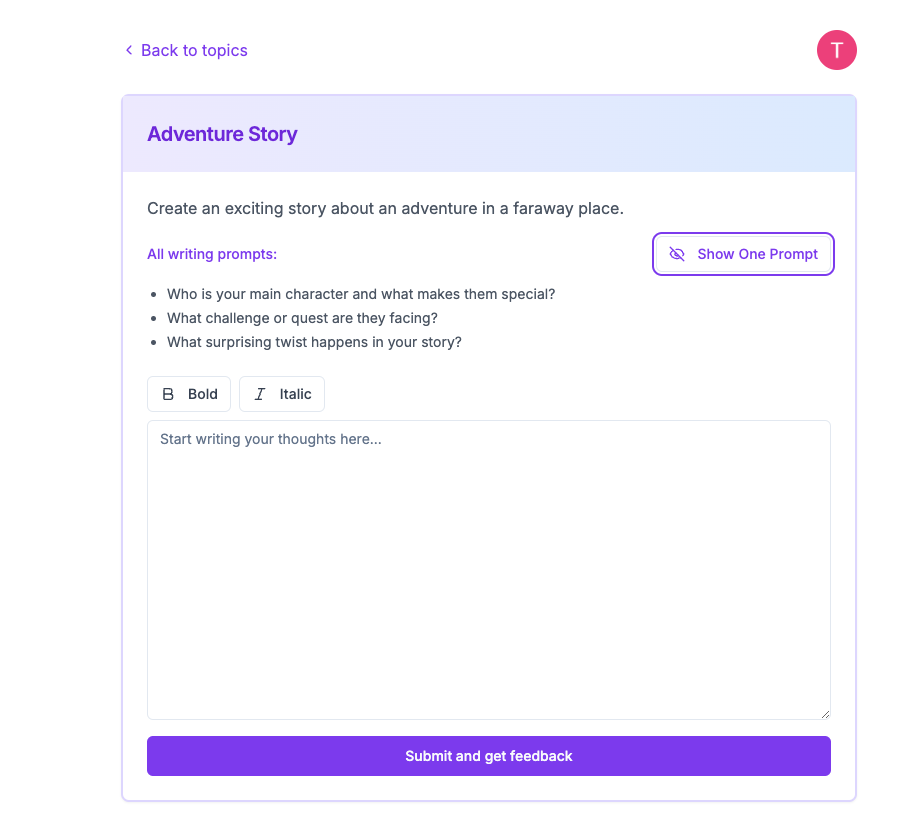 Back to topics
T
Adventure Story
Create an exciting story about an adventure in a faraway place.
All writing prompts:
Show One Prompt
Who is your main character and what makes them special?
What challenge or quest are they facing?
What surprising twist happens in your story?
B Bold
I Italic
Start writing your thoughts here...
Submit and get feedback